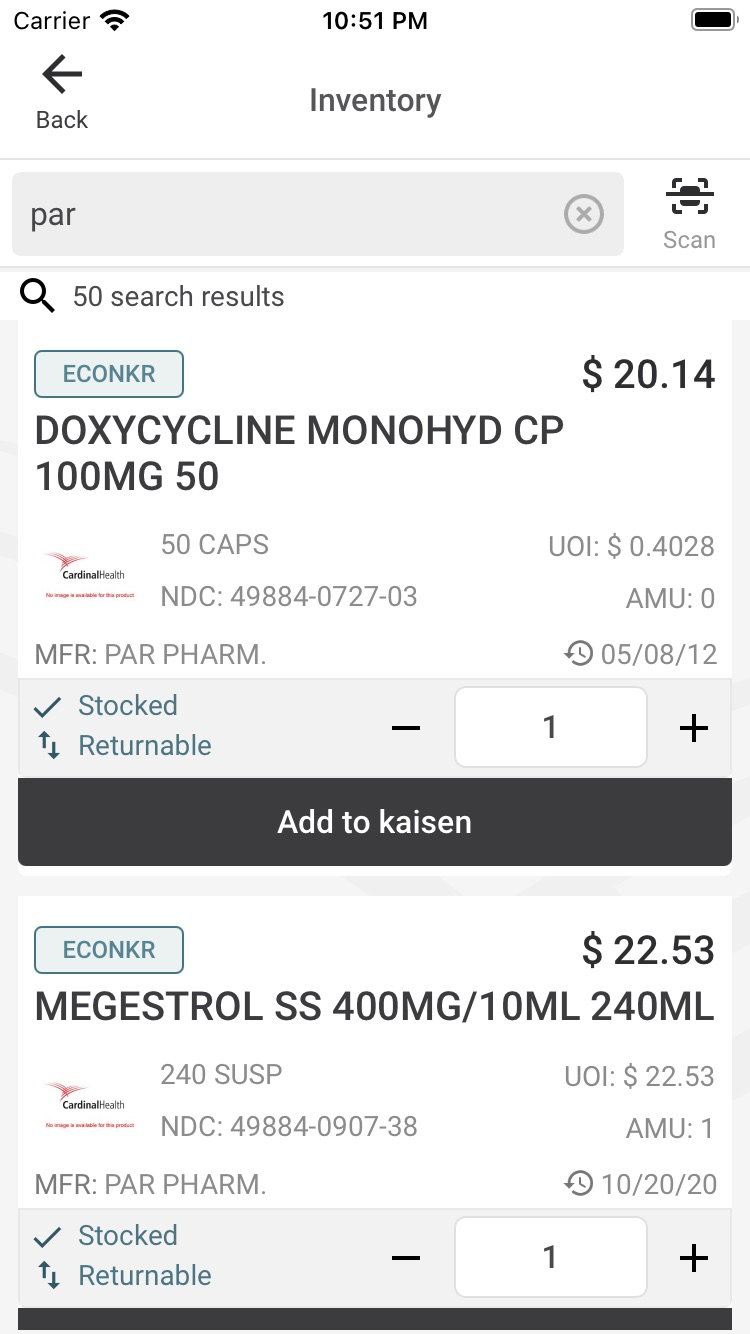 Carrier 10:51 PM
Back
Inventory
par
Scan
50 search results
ECONKR $ 20.14
DOXYCYCLINE MONOHYD CP
100MG 50
50 CAPS UOI: $ 0.4028
CardinalHealth
No image is available for this product
NDC: 49884-0727-03 AMU: 0
MFR: PAR PHARM. 05/08/12
Stocked
Returnable
1
Add to kaisen
ECONKR $ 22.53
MEGESTROL SS 400MG/10ML 240ML
240 SUSP UOI: $ 22.53
CardinalHealth
No image is available for this product
NDC: 49884-0907-38 AMU: 1
MFR: PAR PHARM. 10/20/20
Stocked
Returnable
1